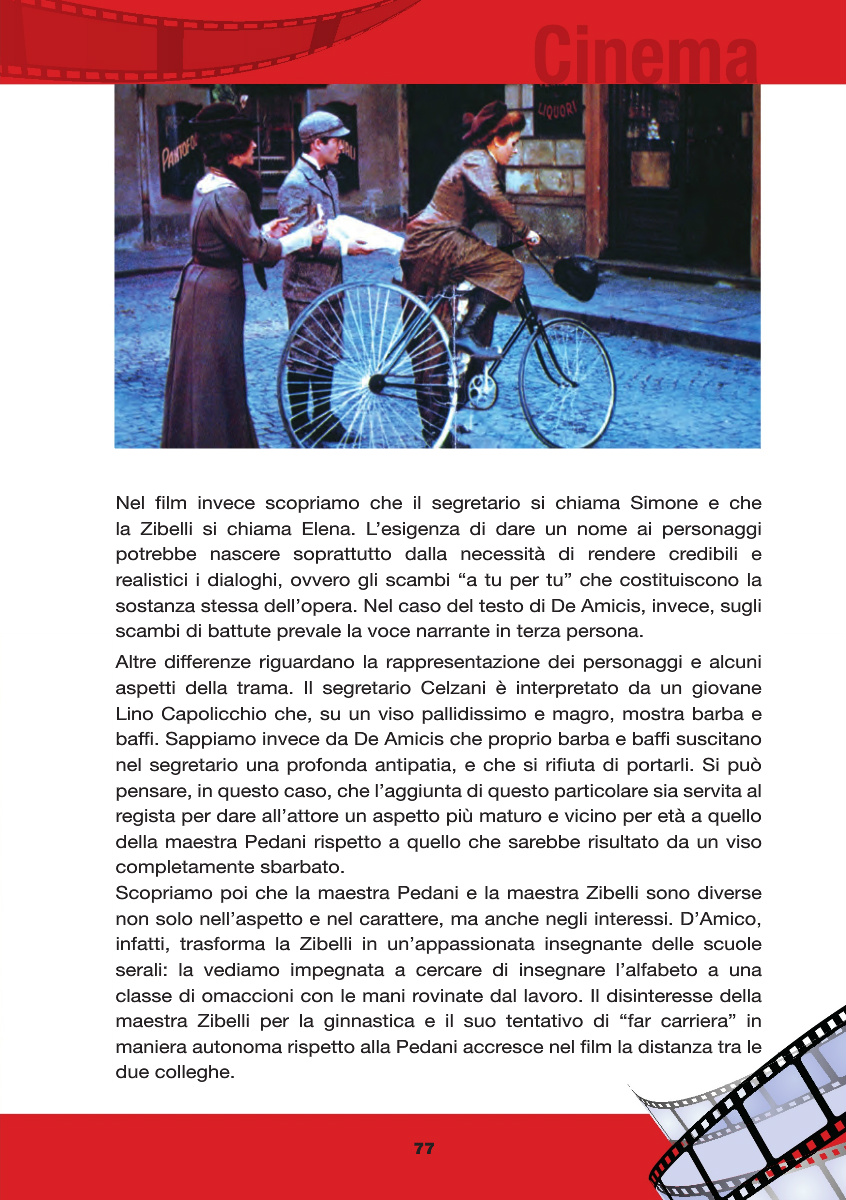 Cinema
PANTOFO
LIQUORI
Nel film invece scopriamo che il segretario si chiama Simone e che
la Zibelli si chiama Elena. L’esigenza di dare un nome ai personaggi
potrebbe nascere soprattutto dalla necessità di rendere credibili e
realistici i dialoghi, ovvero gli scambi “a tu per tu” che costituiscono la
sostanza stessa dell’opera. Nel caso del testo di De Amicis, invece, sugli
scambi di battute prevale la voce narrante in terza persona.
Altre differenze riguardano la rappresentazione dei personaggi e alcuni
aspetti della trama. Il segretario Celzani è interpretato da un giovane
Lino Capolicchio che, su un viso pallidissimo e magro, mostra barba e
baffi. Sappiamo invece da De Amicis che proprio barba e baffi suscitano
nel segretario una profonda antipatia, e che si rifiuta di portarli. Si può
pensare, in questo caso, che l’aggiunta di questo particolare sia servita al
regista per dare all’attore un aspetto più maturo e vicino per età a quello
della maestra Pedani rispetto a quello che sarebbe risultato da un viso
completamente sbarbato.
Scopriamo poi che la maestra Pedani e la maestra Zibelli sono diverse
non solo nell’aspetto e nel carattere, ma anche negli interessi. D’Amico,
infatti, trasforma la Zibelli in un’appassionata insegnante delle scuole
serali: la vediamo impegnata a cercare di insegnare l’alfabeto a una
classe di omaccioni con le mani rovinate dal lavoro. Il disinteresse della
maestra Zibelli per la ginnastica e il suo tentativo di “far carriera” in
maniera autonoma rispetto alla Pedani accresce nel film la distanza tra le
due colleghe.
77